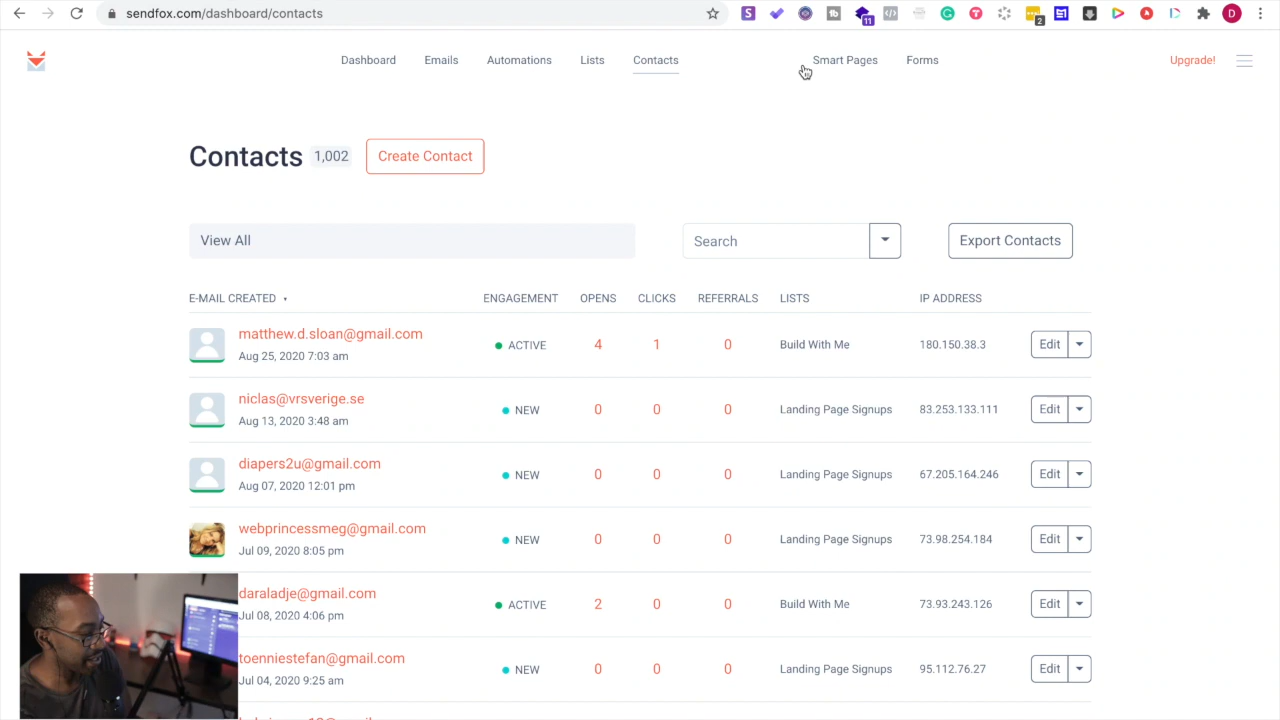 sendfox.com/dashboard/contacts
11
2
D
Dashboard
Emails
Automations
Lists
Contacts
Smart Pages
Forms
Upgrade!
Contacts 1,002
Create Contact
View All
Search
Export Contacts
E-MAIL CREATED
ENGAGEMENT
OPENS
CLICKS
REFERRALS
LISTS
IP ADDRESS
matthew.d.sloan@gmail.com
Aug 25, 2020 7:03 am
ACTIVE
4
1
0
Build With Me
180.150.38.3
Edit
niclas@vrsverige.se
Aug 13, 2020 3:48 am
NEW
0
0
0
Landing Page Signups
83.253.133.111
Edit
diapers2u@gmail.com
Aug 07, 2020 12:01 pm
NEW
0
0
0
Landing Page Signups
67.205.164.246
Edit
webprincessmeg@gmail.com
Jul 09, 2020 8:05 pm
NEW
0
0
0
Landing Page Signups
73.98.254.184
Edit
daraladje@gmail.com
Jul 08, 2020 4:06 pm
ACTIVE
2
0
0
Build With Me
73.93.243.126
Edit
toenniestefan@gmail.com
Jul 04, 2020 9:25 am
NEW
0
0
0
Landing Page Signups
95.112.76.27
Edit